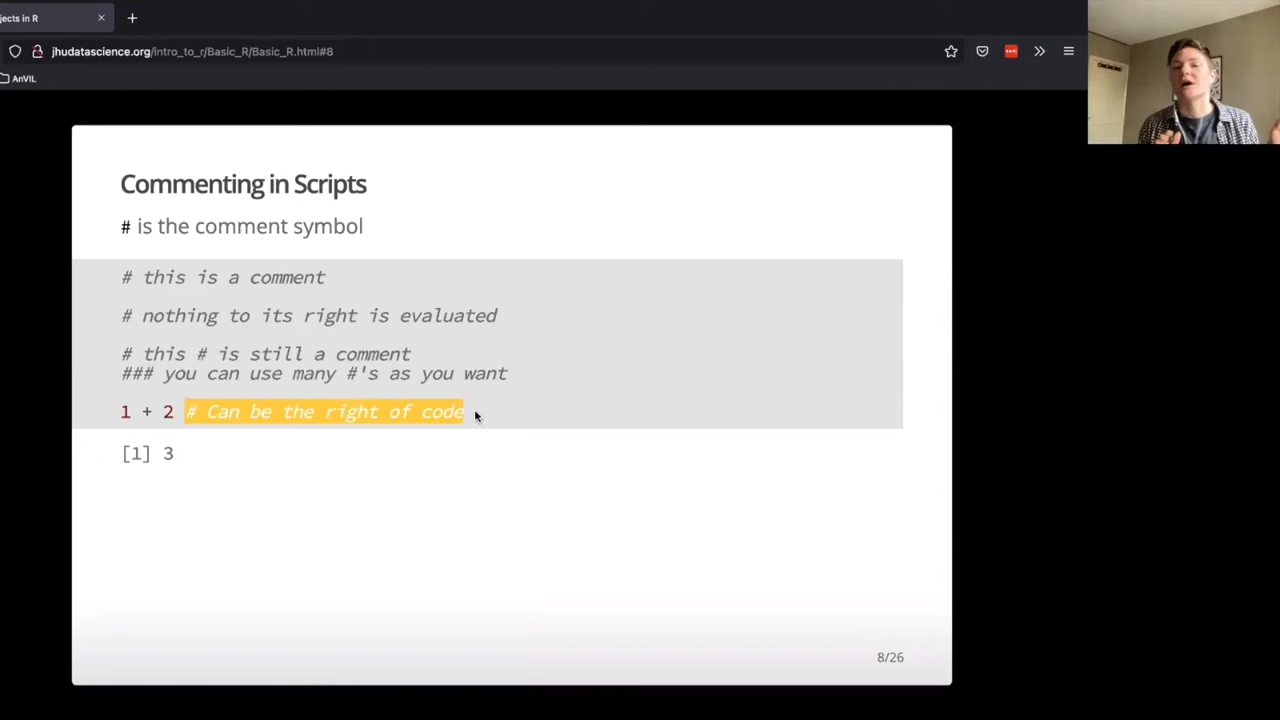 jects in R
jhudatascience.org/Intro_to_r/Basic_R/Basic_R.html#8
AnVIL
Commenting in Scripts
# is the comment symbol
# this is a comment
# nothing to its right is evaluated
# this # is still a comment
### you can use many #'s as you want
1 + 2 # Can be the right of code
[1] 3
8/26